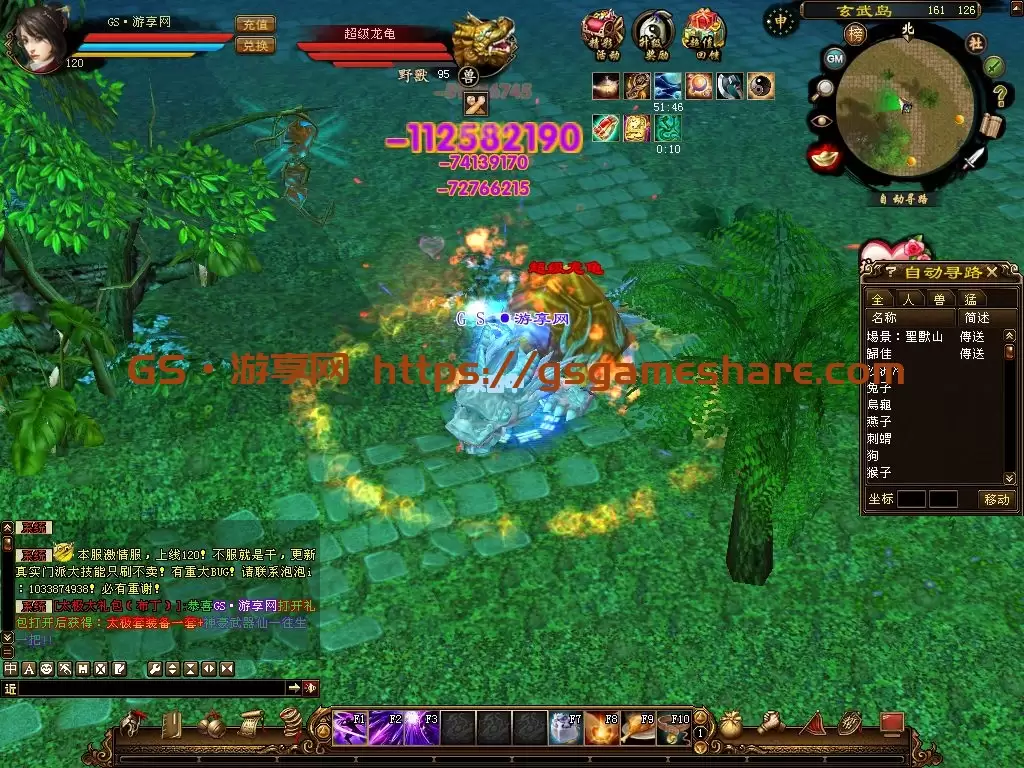 GS·游享网
充值
兑换
120
超级龙龟
野獸 95 兽
精彩活动
升级奖励
超值回馈
51:46
0:10
申
玄武岛 161 126
榜
北
社
GM
自动寻路
-112582190
-74139170
-72766215
超级龙龟
GS●游享网
GS·游享网 https://gsgameshare.com
? 自动寻路 ×
全 人 兽 猛
名称 简述
場景：聖默山 傳送
歸佳 傳送
兔子
烏龜
燕子
刺蝟
狗
猴子
坐标 移动
系统
系统 本服激情服，上线120！不服就是干，更新
真实门派大技能只刷不卖！有重大BUG！请联系泡泡i
：1033874938！必有重谢！
系统 [太极大礼包（布丁）]:恭喜GS·游享网打开礼
包打开后获得：太极套装备一套+神豪武器仙一往生
一把！！
中 A
近
F1 F2 F3 F7 F8 F9 F10 1